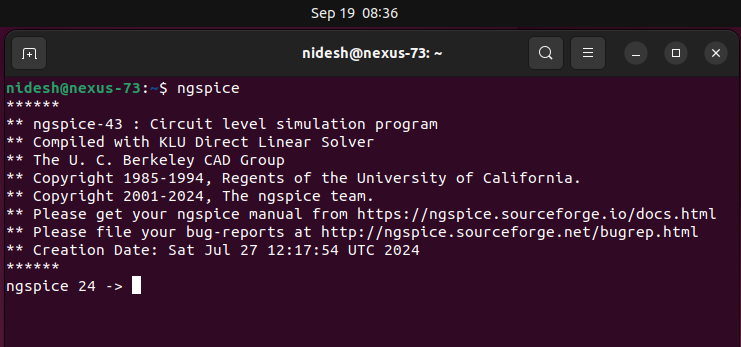 Sep 19 08:36
nidesh@nexus-73: ~
nidesh@nexus-73:~$ ngspice
******
** ngspice-43 : Circuit level simulation program
** Compiled with KLU Direct Linear Solver
** The U. C. Berkeley CAD Group
** Copyright 1985-1994, Regents of the University of California.
** Copyright 2001-2024, The ngspice team.
** Please get your ngspice manual from https://ngspice.sourceforge.io/docs.html
** Please file your bug-reports at http://ngspice.sourceforge.net/bugrep.html
** Creation Date: Sat Jul 27 12:17:54 UTC 2024
******
ngspice 24 ->